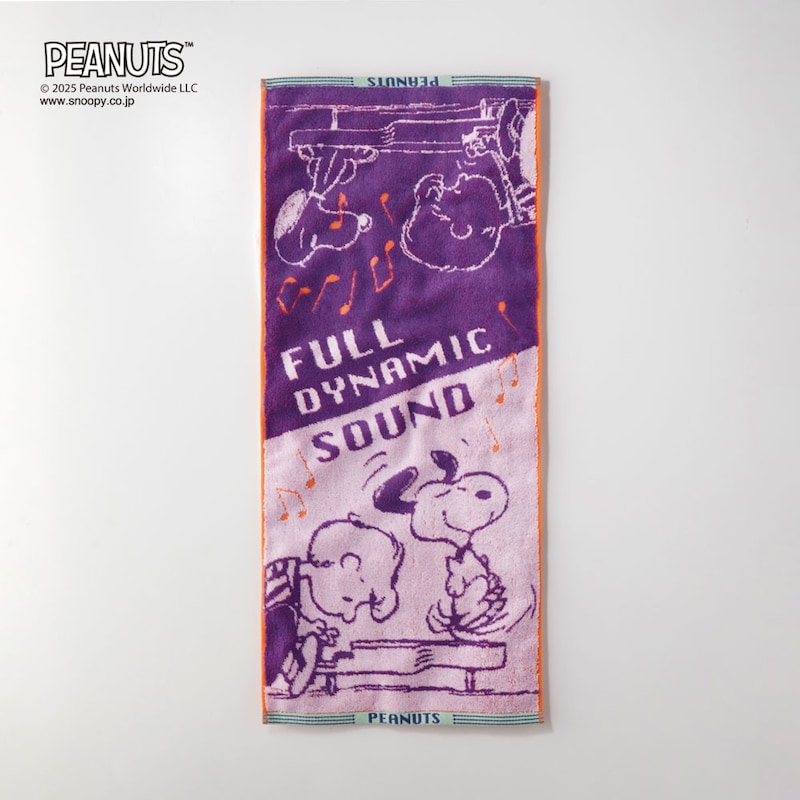 PEANUTS™
© 2025 Peanuts Worldwide LLC
www.snoopy.co.jp
PEANUTS
FULL
DYNAMIC
SOUND
PEANUTS